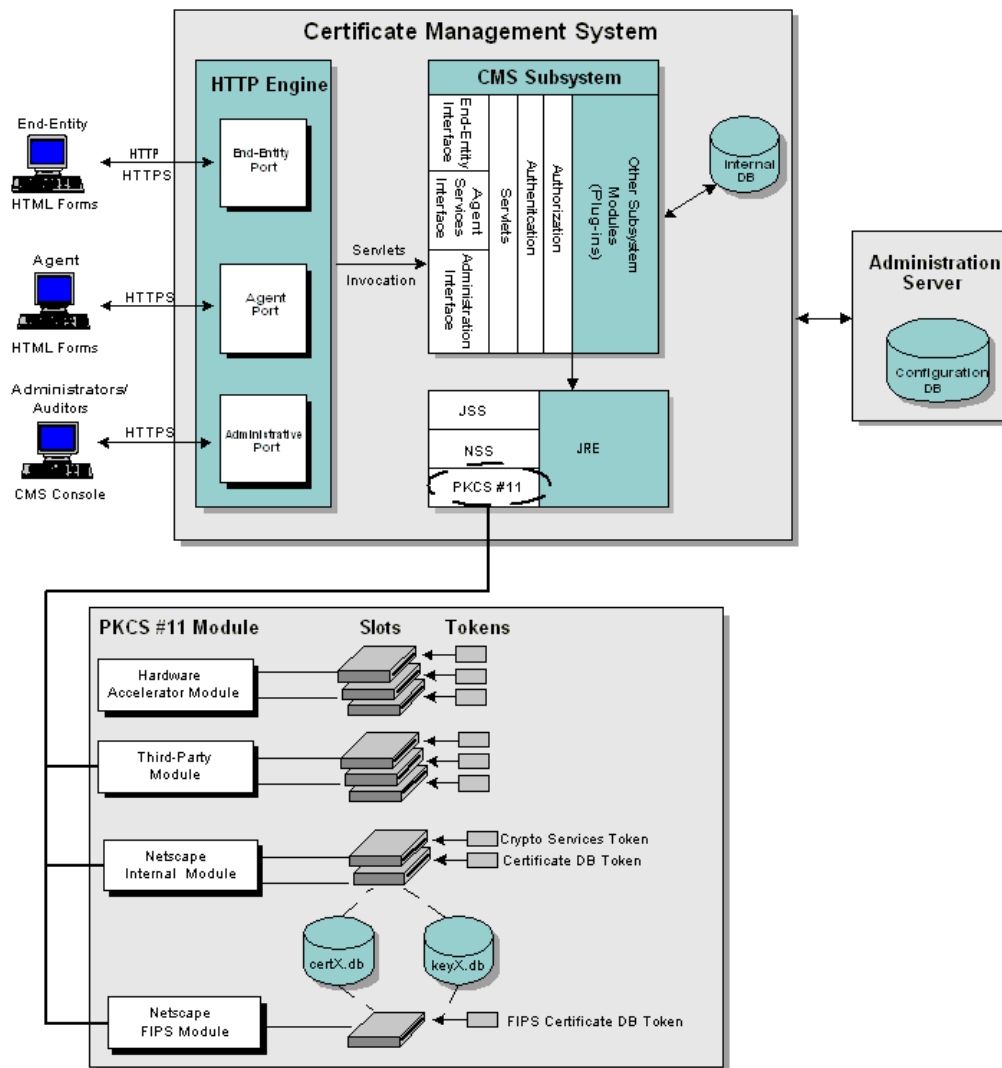 Certificate Management System
HTTP Engine
CMS Subsystem
End-Entity
HTML Forms
HTTP
HTTPS
End-Entity
Port
Agent
HTML Forms
HTTPS
Agent
Port
Administrators/
Auditors
CMS Console
HTTPS
Administrative
Port
Servlets
Invocation
End-Entity
Interface
Agent
Services
Interface
Administration
Interface
Servlets
Authenitcation
Authorization
Other Subsystem
Modules
(Plug-ins)
Internal
DB
Administration
Server
Configuration
DB
JSS
NSS
PKCS #11
JRE
PKCS #11 Module
Slots
Tokens
Hardware
Accelerator Module
Third-Party
Module
Netscape
Internal Module
Crypto Services Token
Certificate DB Token
certX.db
keyX.db
Netscape
FIPS Module
FIPS Certificate DB Token